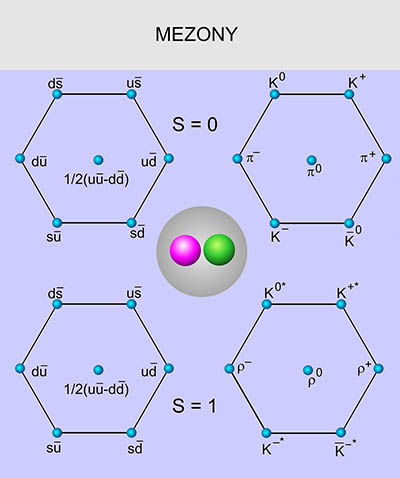 MEZONY
ds̄ us̄ K⁰ K⁺
S = 0
dū ud̄ π⁻ π⁰ π⁺
1/2(uū-dd̄)
sū sd̄ K⁻ K̄⁰
ds̄ us̄ K⁰* K⁺*
dū ud̄ ρ⁻ ρ⁰ ρ⁺
1/2(uū-dd̄)
S = 1
sū sd̄ K⁻* K̄⁻*